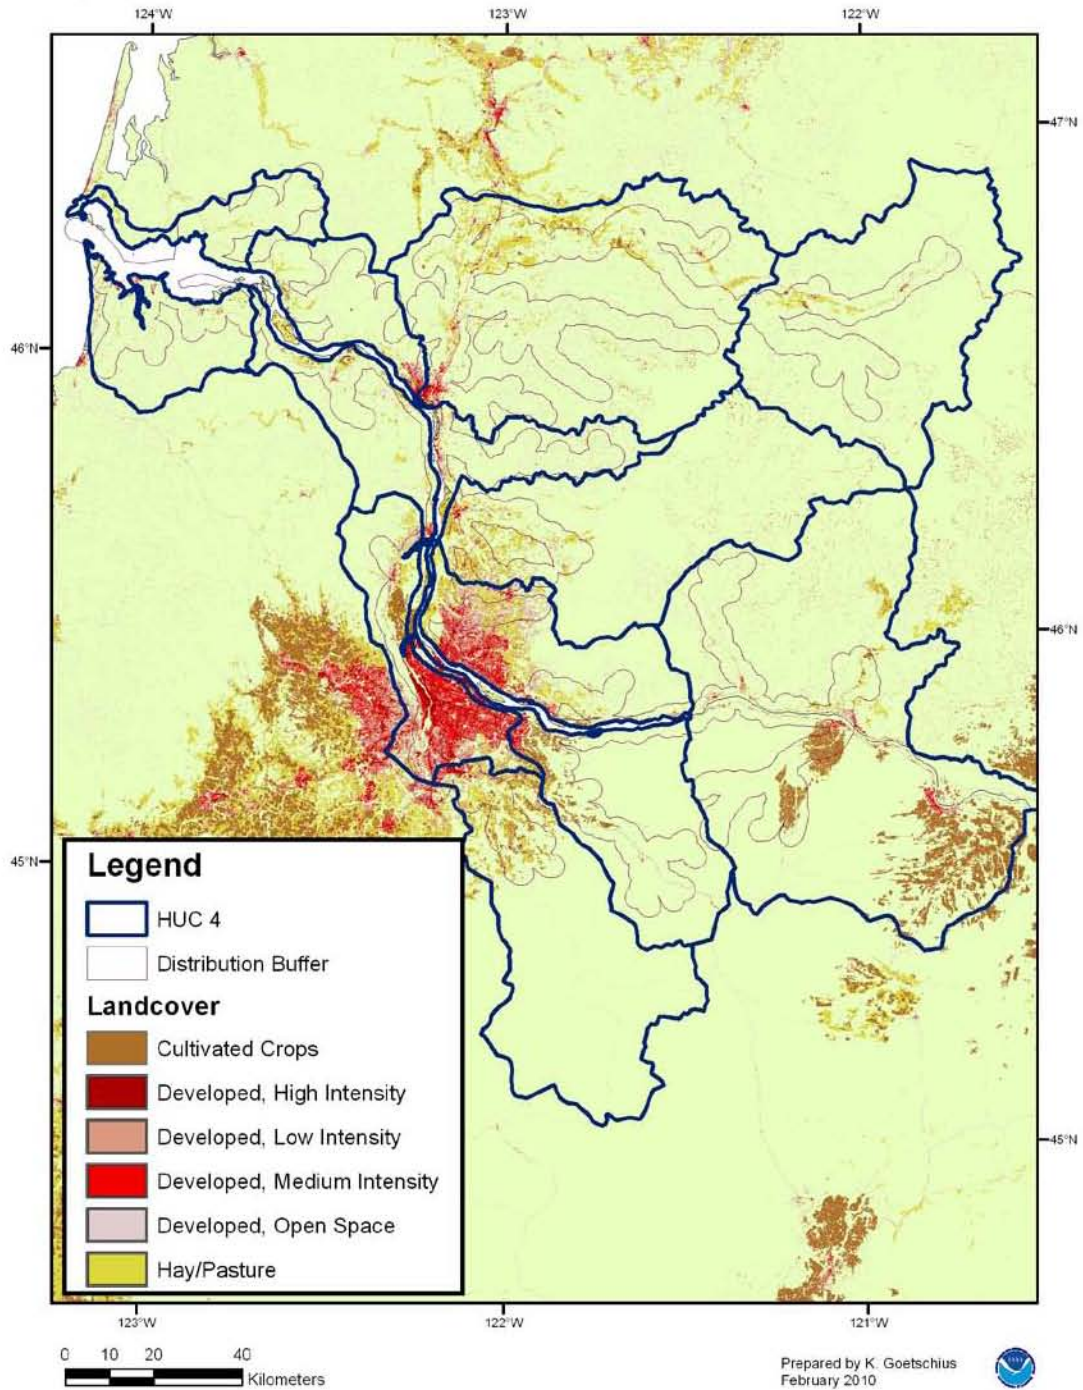 124°W
123°W
122°W
47°N
46°N
46°N
45°N
45°N
Legend
HUC 4
Distribution Buffer
Landcover
Cultivated Crops
Developed, High Intensity
Developed, Low Intensity
Developed, Medium Intensity
Developed, Open Space
Hay/Pasture
123°W
122°W
121°W
0 10 20 40
Kilometers
Prepared by K. Goetschius
February 2010